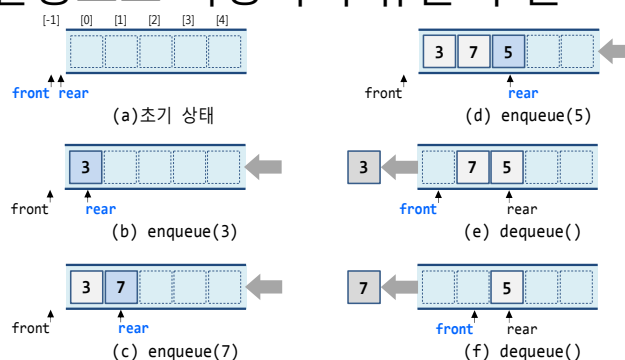 [-1] [0] [1] [2] [3] [4]
front rear
(a)초기 상태
3
front rear
(b) enqueue(3)
3 7
front rear
(c) enqueue(7)
3 7 5
front rear
(d) enqueue(5)
3 7 5
front rear
(e) dequeue()
7 5
front rear
(f) dequeue()